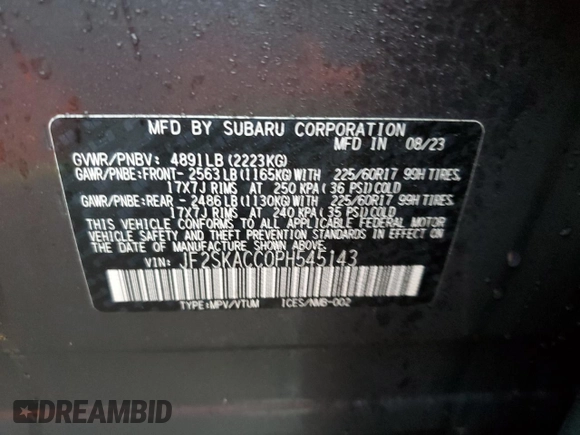 MFD BY SUBARU CORPORATION
MFD IN 08/23
GVWR/PNBV: 4891LB(2223KG)
GAWR/PNBE:FRONT-2563LB(1165KG)WITH 225/60R17 99H TIRES,
17X7J RIMS AT 250 KPA(36 PSI)COLD
GAWR/PNBE:REAR -2486LB(1130KG)WITH 225/60R17 99H TIRES,
17X7J RIMS AT 240 KPA(35 PSI)COLD
THIS VEHICLE CONFORMS TO ALL APPLICABLE FEDERAL MOTOR
VEHICLE SAFETY AND THEFT PREVENTION STANDARDS IN EFFECT ON
THE DATE OF MANUFACTURE SHOWN ABOVE.
VIN: JF2SKACC0PH545143
TYPE:MPV/VTUM ICES/NMB-002
DREAMBID